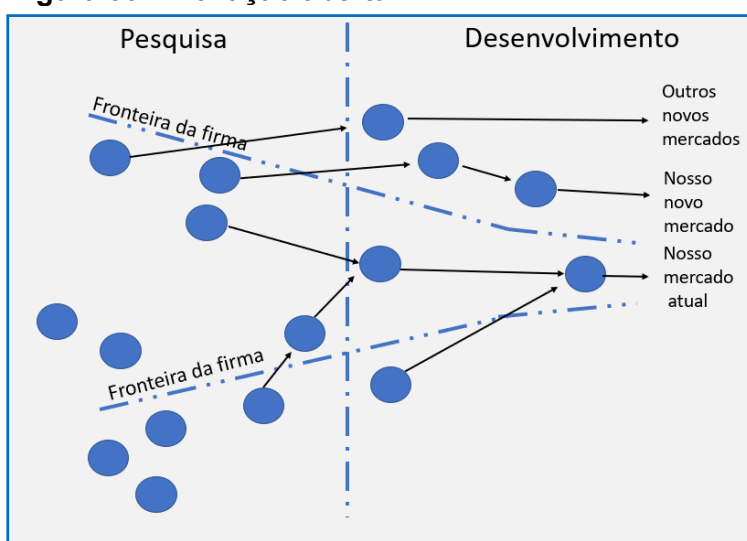 Pesquisa
Desenvolvimento
Fronteira da firma
Outros
novos
mercados
Nosso
novo
mercado
Nosso
mercado
atual
Fronteira da firma